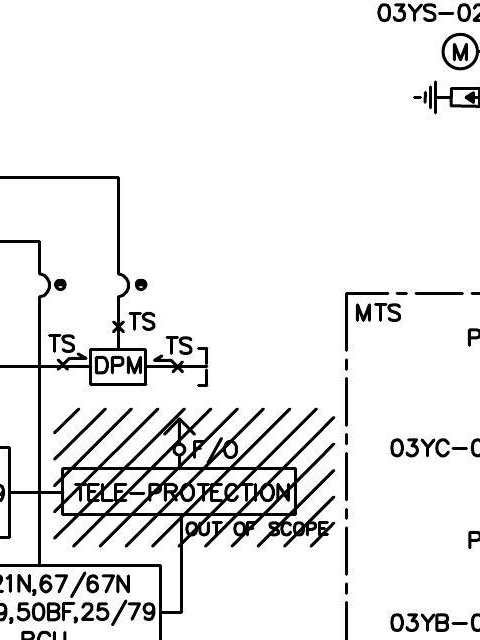 03YS-02
M
MTS
TS
TS
TS
DPM
P
F/O
03YC-0
9
TELE-PROTECTION
OUT OF SCOPE
P
21N,67/67N
9,50BF,25/79
03YB-0
BCU